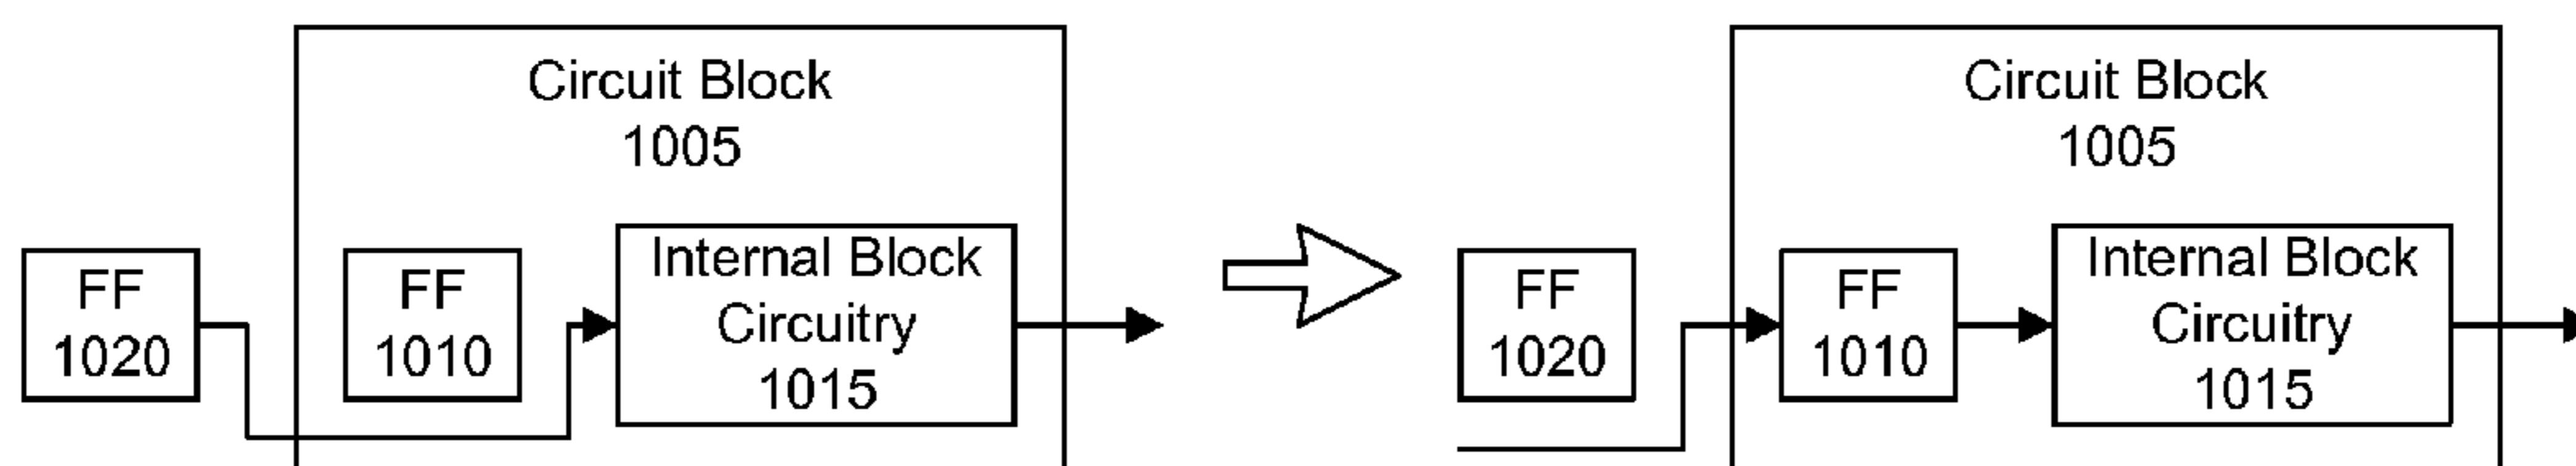 Circuit Block
1005
FF
1020
FF
1010
Internal Block
Circuitry
1015
Circuit Block
1005
FF
1020
FF
1010
Internal Block
Circuitry
1015